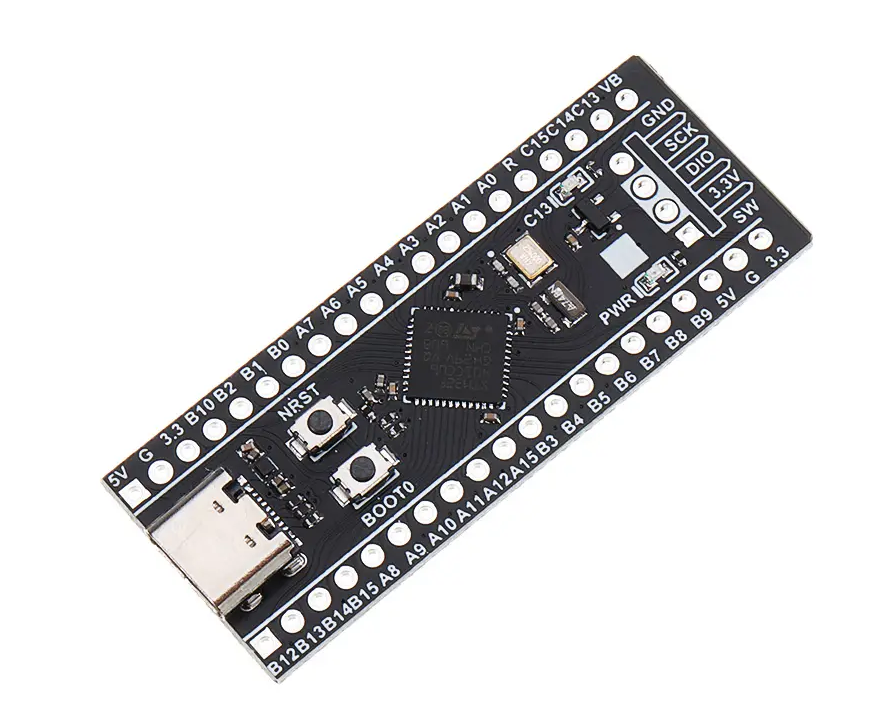 5V G 3.3 B10 B2 B1 B0 A7 A6 A5 A4 A3 A2 A1 A0 R C15 C14 C13 VB
GND
SCK
DIO
3.3V
SW
C13
PWR
NRST
BOOT0
B12 B13 B14 B15 A8 A9 A10 A11 A12 A15 B3 B4 B5 B6 B7 B8 B9 5V G 3.3